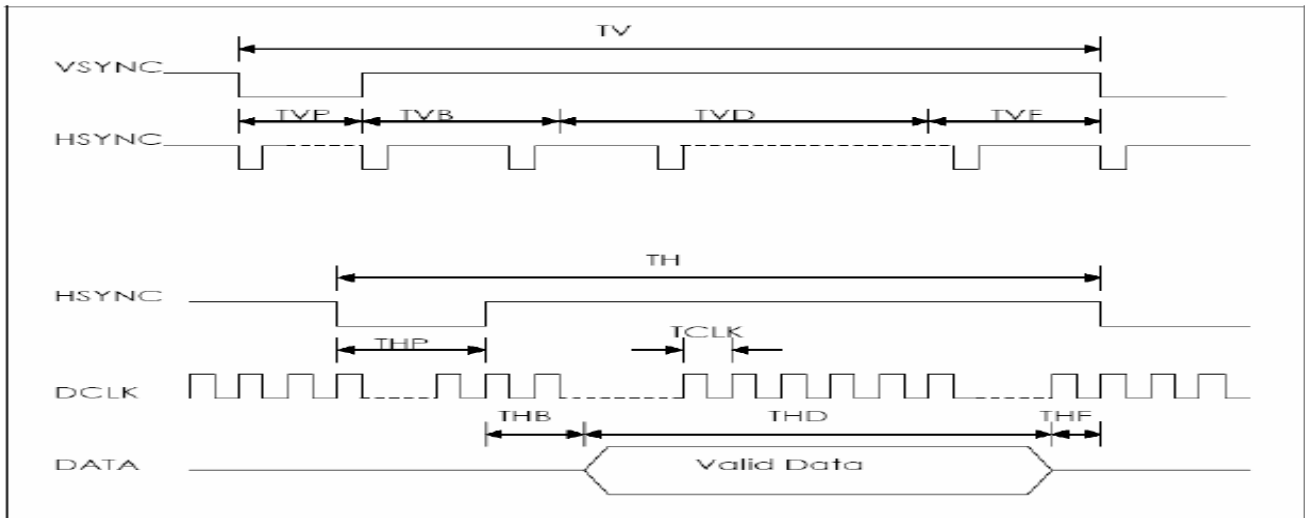 TV
VSYNC
TVP TVB TVD TVF
HSYNC
TH
HSYNC
TCLK
THP
DCLK
THB THD THF
DATA Valid Data